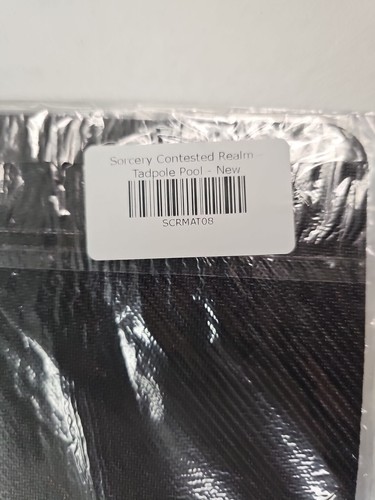 Sorcery Contested Realm -
Tadpole Pool - New
SCRMAT08